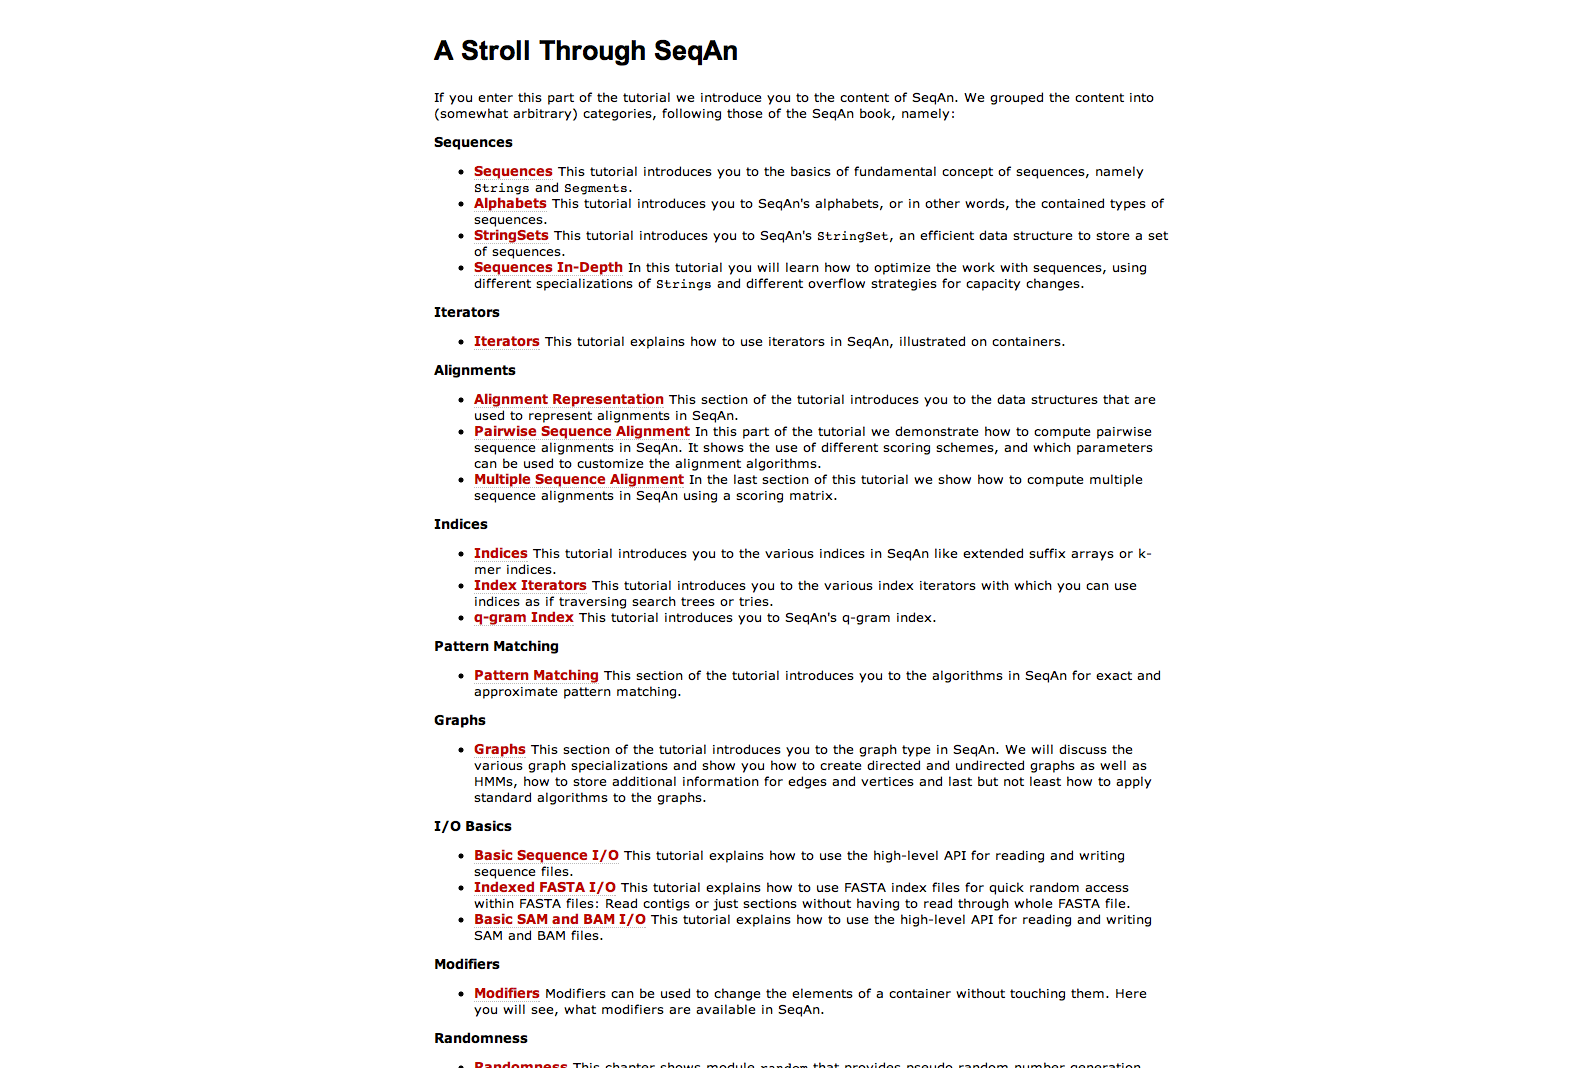 A Stroll Through SeqAn
If you enter this part of the tutorial we introduce you to the content of SeqAn. We grouped the content into
(somewhat arbitrary) categories, following those of the SeqAn book, namely:
Sequences
• Sequences This tutorial introduces you to the basics of fundamental concept of sequences, namely
Strings and Segments.
• Alphabets This tutorial introduces you to SeqAn's alphabets, or in other words, the contained types of
sequences.
• StringSets This tutorial introduces you to SeqAn's StringSet, an efficient data structure to store a set
of sequences.
• Sequences In-Depth In this tutorial you will learn how to optimize the work with sequences, using
different specializations of Strings and different overflow strategies for capacity changes.
Iterators
• Iterators This tutorial explains how to use iterators in SeqAn, illustrated on containers.
Alignments
• Alignment Representation This section of the tutorial introduces you to the data structures that are
used to represent alignments in SeqAn.
• Pairwise Sequence Alignment In this part of the tutorial we demonstrate how to compute pairwise
sequence alignments in SeqAn. It shows the use of different scoring schemes, and which parameters
can be used to customize the alignment algorithms.
• Multiple Sequence Alignment In the last section of this tutorial we show how to compute multiple
sequence alignments in SeqAn using a scoring matrix.
Indices
• Indices This tutorial introduces you to the various indices in SeqAn like extended suffix arrays or k-
mer indices.
• Index Iterators This tutorial introduces you to the various index iterators with which you can use
indices as if traversing search trees or tries.
• q-gram Index This tutorial introduces you to SeqAn's q-gram index.
Pattern Matching
• Pattern Matching This section of the tutorial introduces you to the algorithms in SeqAn for exact and
approximate pattern matching.
Graphs
• Graphs This section of the tutorial introduces you to the graph type in SeqAn. We will discuss the
various graph specializations and show you how to create directed and undirected graphs as well as
HMMs, how to store additional information for edges and vertices and last but not least how to apply
standard algorithms to the graphs.
I/O Basics
• Basic Sequence I/O This tutorial explains how to use the high-level API for reading and writing
sequence files.
• Indexed FASTA I/O This tutorial explains how to use FASTA index files for quick random access
within FASTA files: Read contigs or just sections without having to read through whole FASTA file.
• Basic SAM and BAM I/O This tutorial explains how to use the high-level API for reading and writing
SAM and BAM files.
Modifiers
• Modifiers Modifiers can be used to change the elements of a container without touching them. Here
you will see, what modifiers are available in SeqAn.
Randomness
• Randomness This chapter shows module random that provides pseudo random number generation